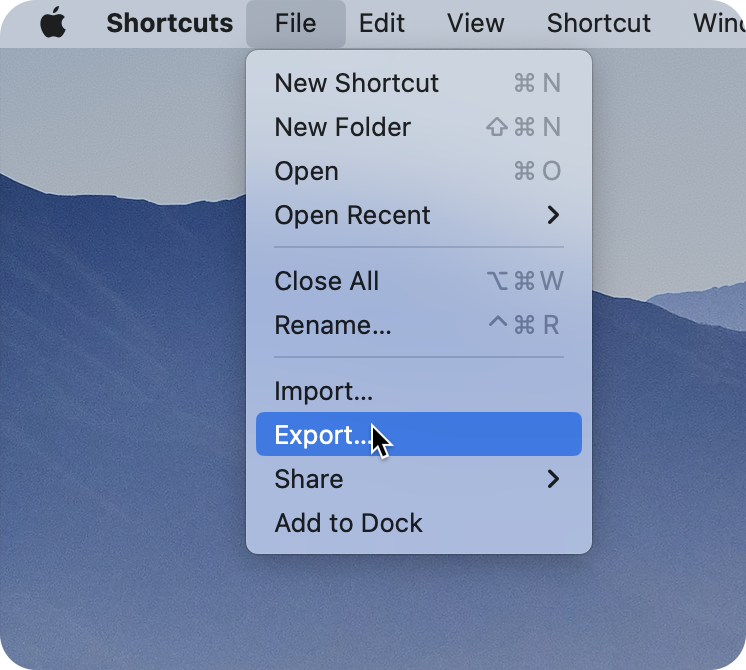 Shortcuts File Edit View Shortcut
New Shortcut ⌘ N
New Folder ⇧ ⌘ N
Open ⌘ O
Open Recent
Close All ⌥ ⌘ W
Rename... ^ ⌘ R
Import...
Export...
Share
Add to Dock